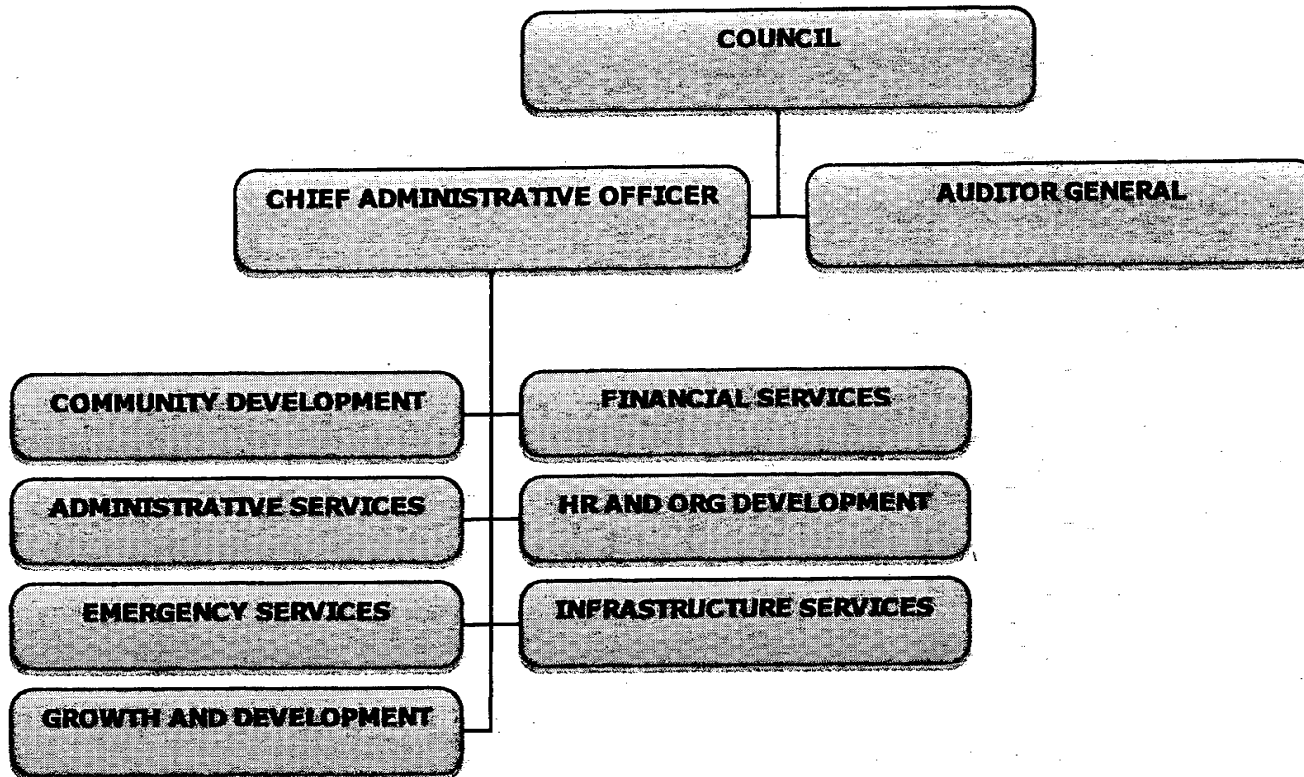 COUNCIL
CHIEF ADMINISTRATIVE OFFICER
AUDITOR GENERAL
COMMUNITY DEVELOPMENT
FINANCIAL SERVICES
ADMINISTRATIVE SERVICES
HR AND ORG DEVELOPMENT
EMERGENCY SERVICES
INFRASTRUCTURE SERVICES
GROWTH AND DEVELOPMENT